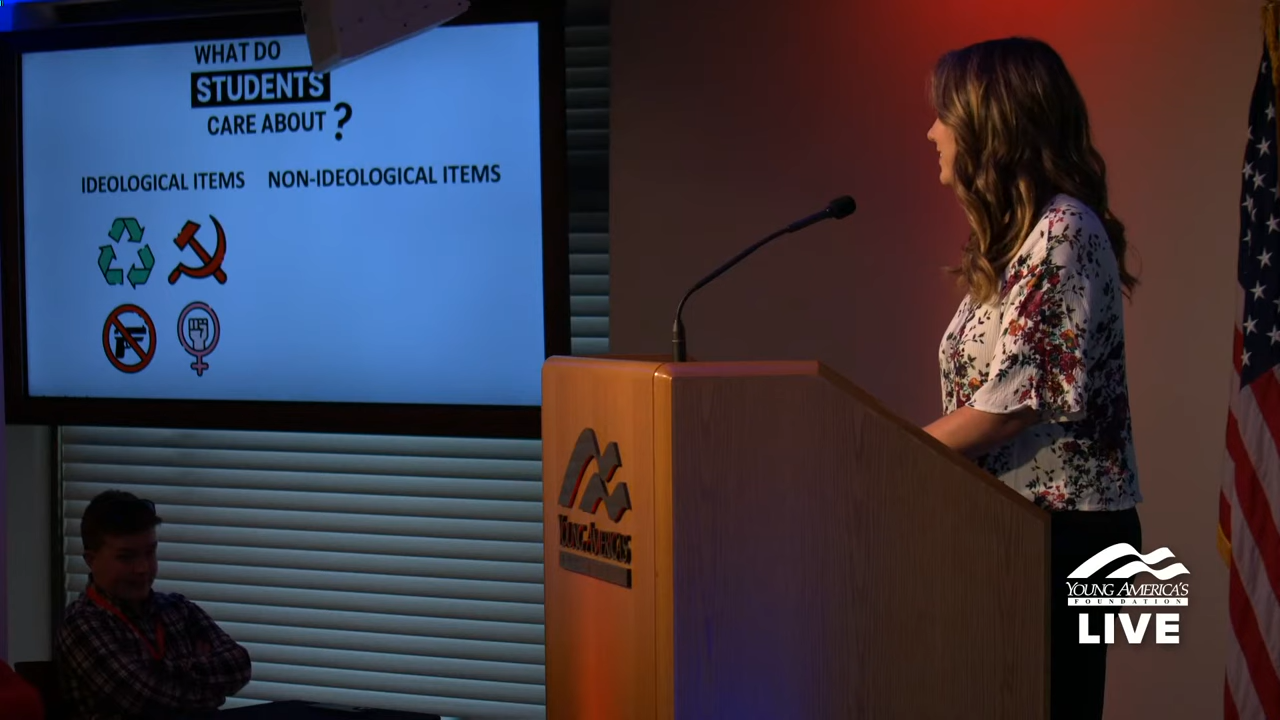 WHAT DO
STUDENTS
CARE ABOUT?
IDEOLOGICAL ITEMS NON-IDEOLOGICAL ITEMS
YOUNG AMERICA'S
YOUNG AMERICA'S
FOUNDATION
LIVE